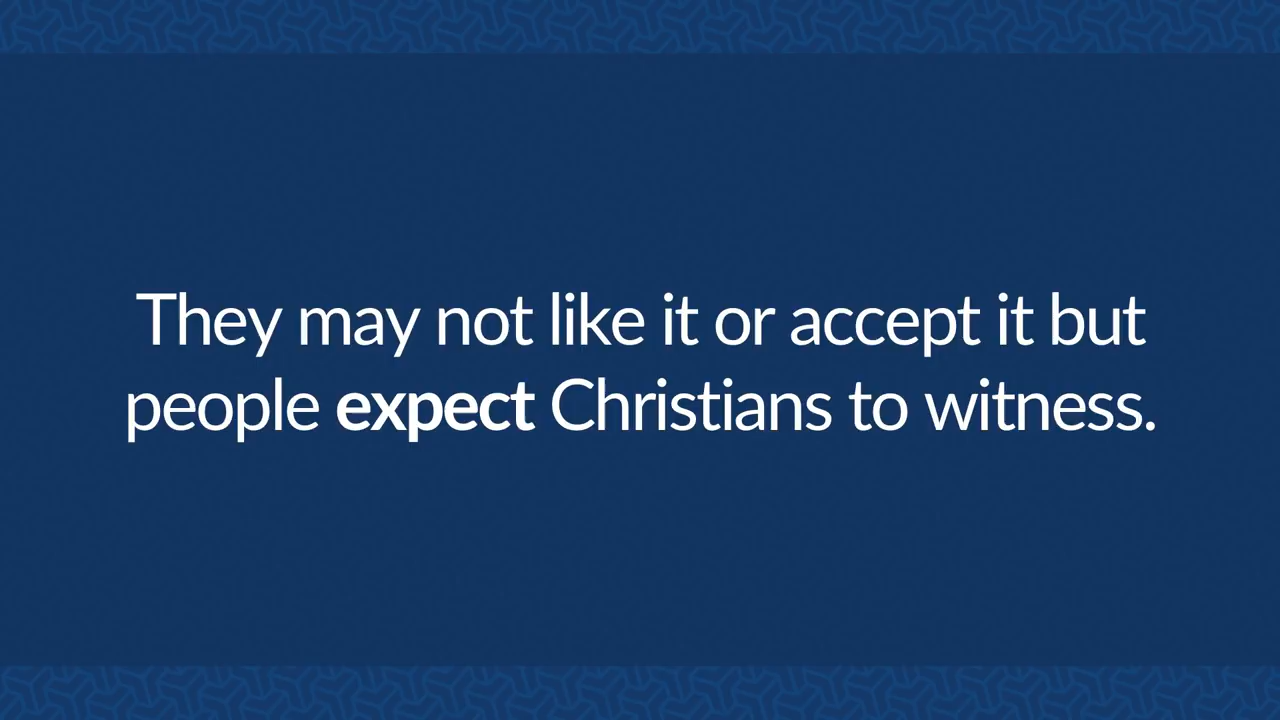 They may not like it or accept it but
people expect Christians to witness.